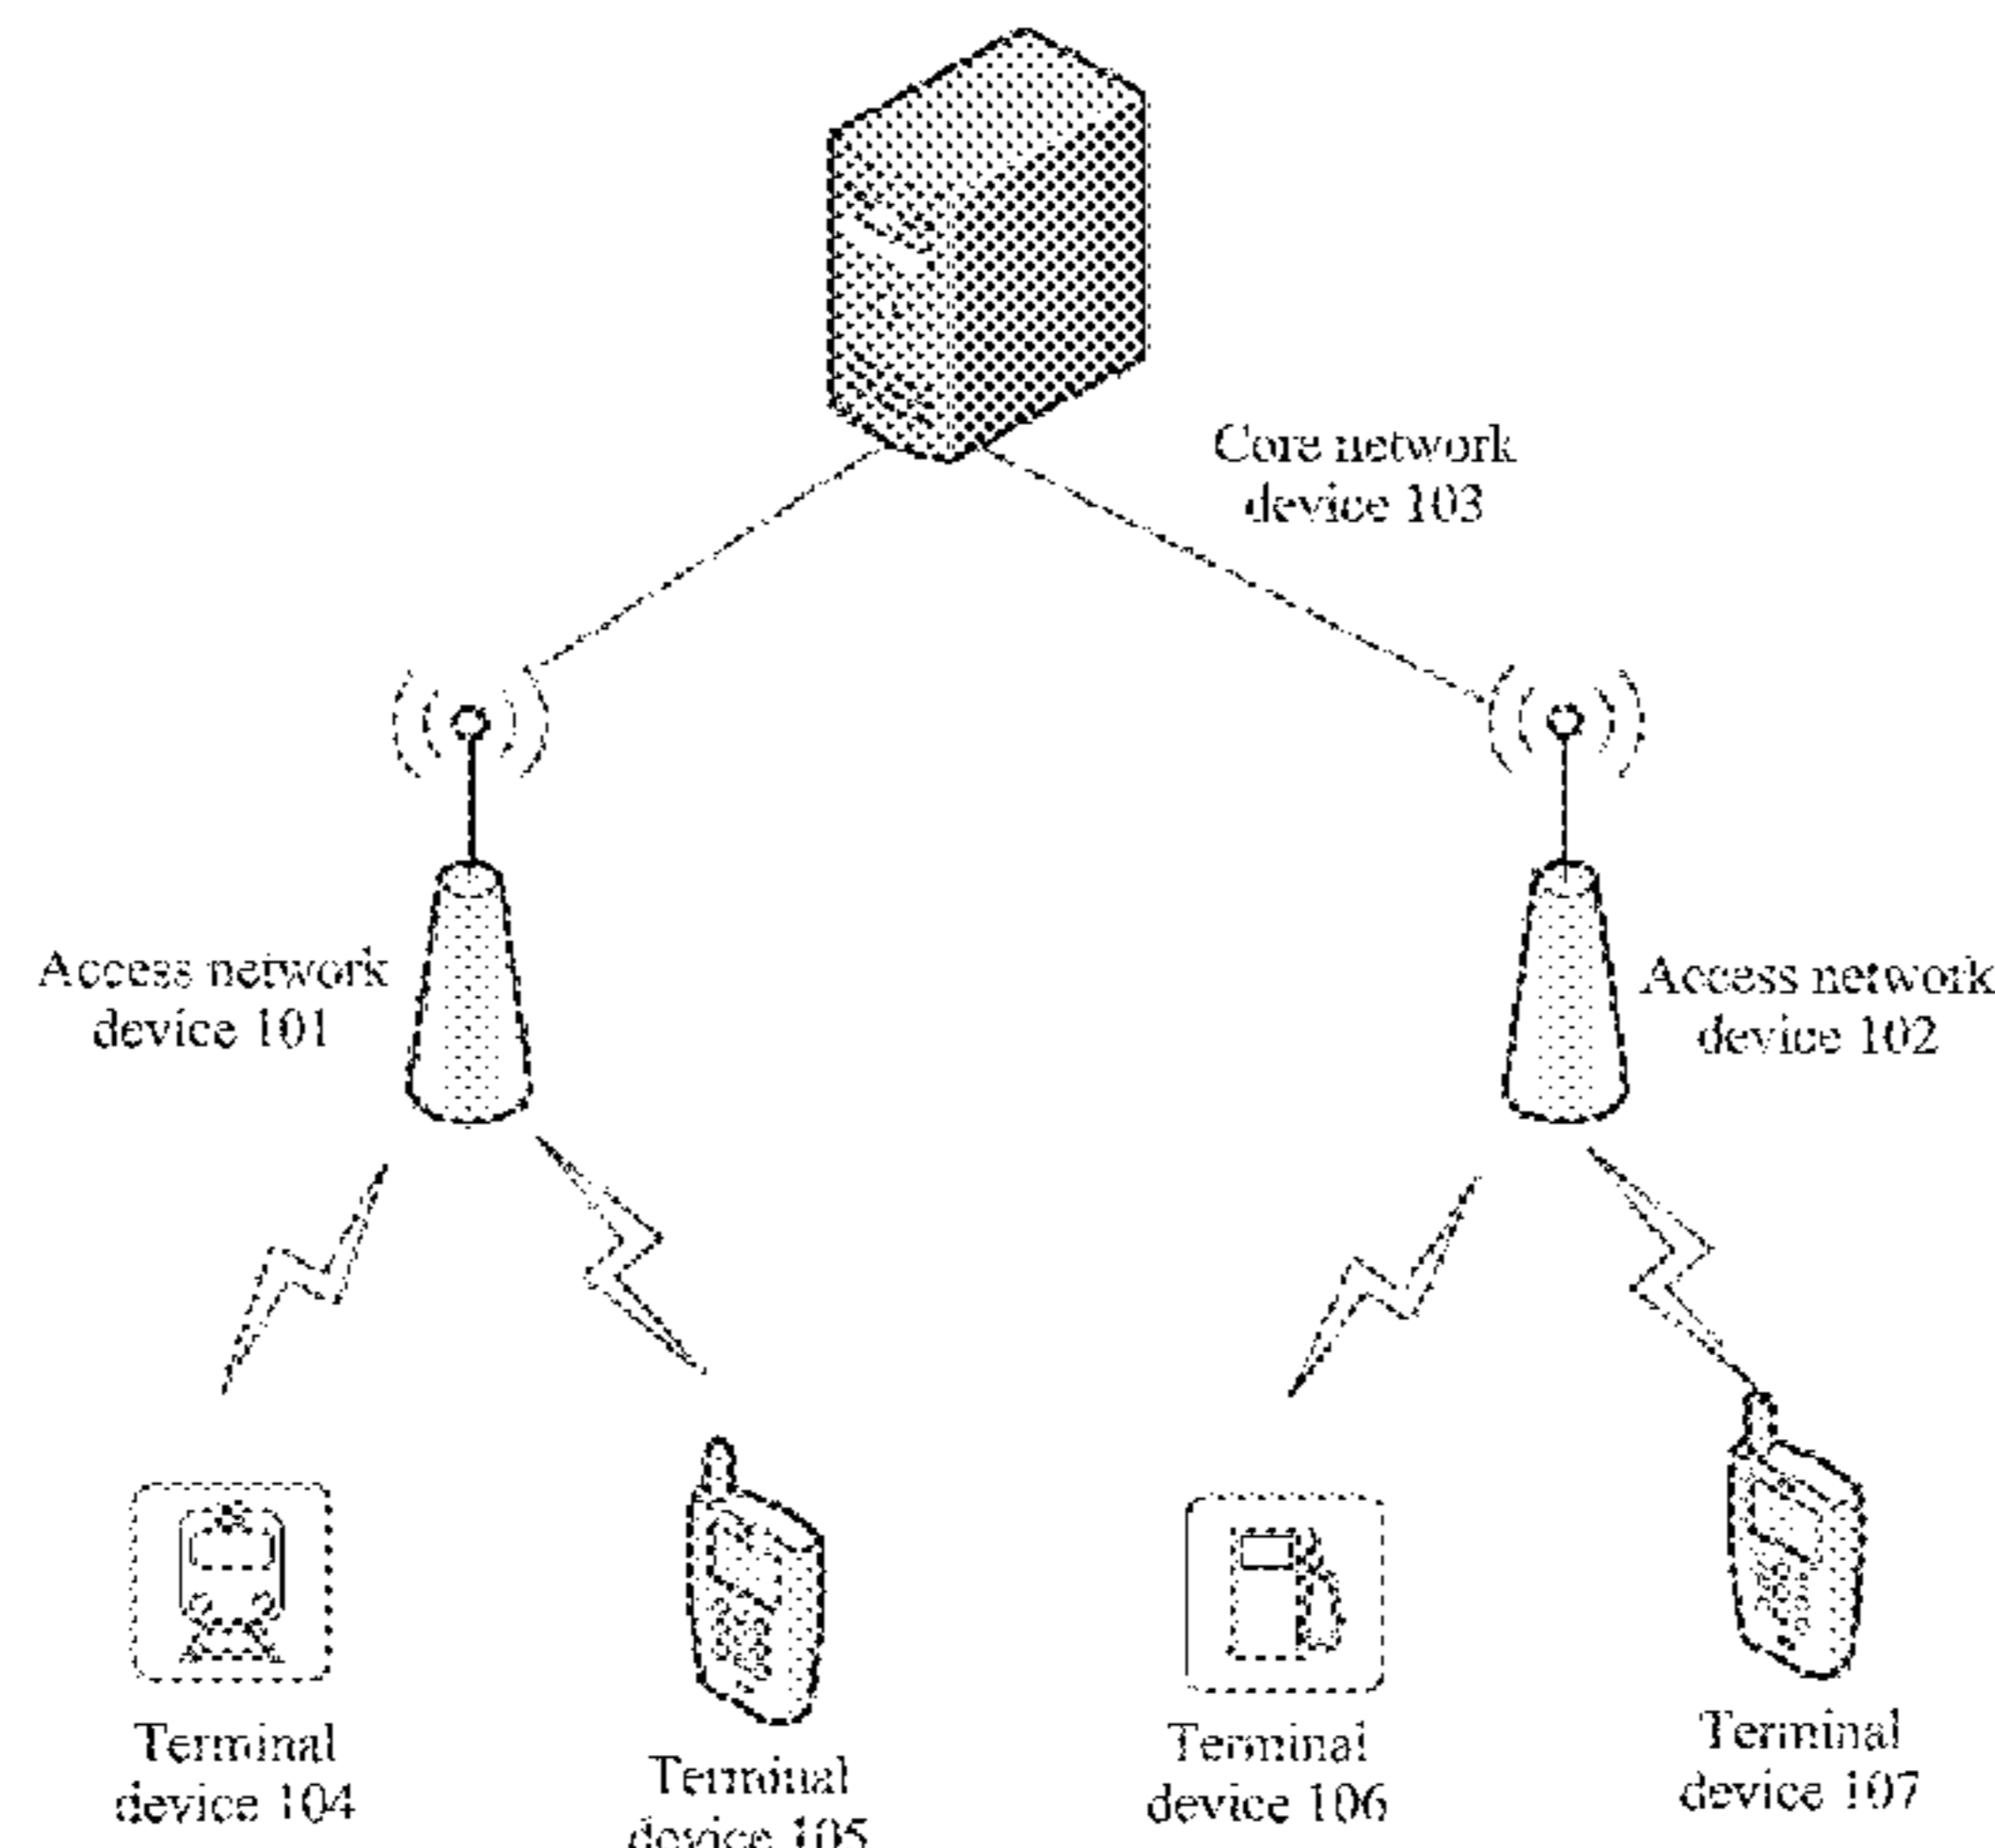 Core network
device 103
Access network
device 101
Access network
device 102
Terminal
device 104
Terminal
device 105
Terminal
device 106
Terminal
device 107